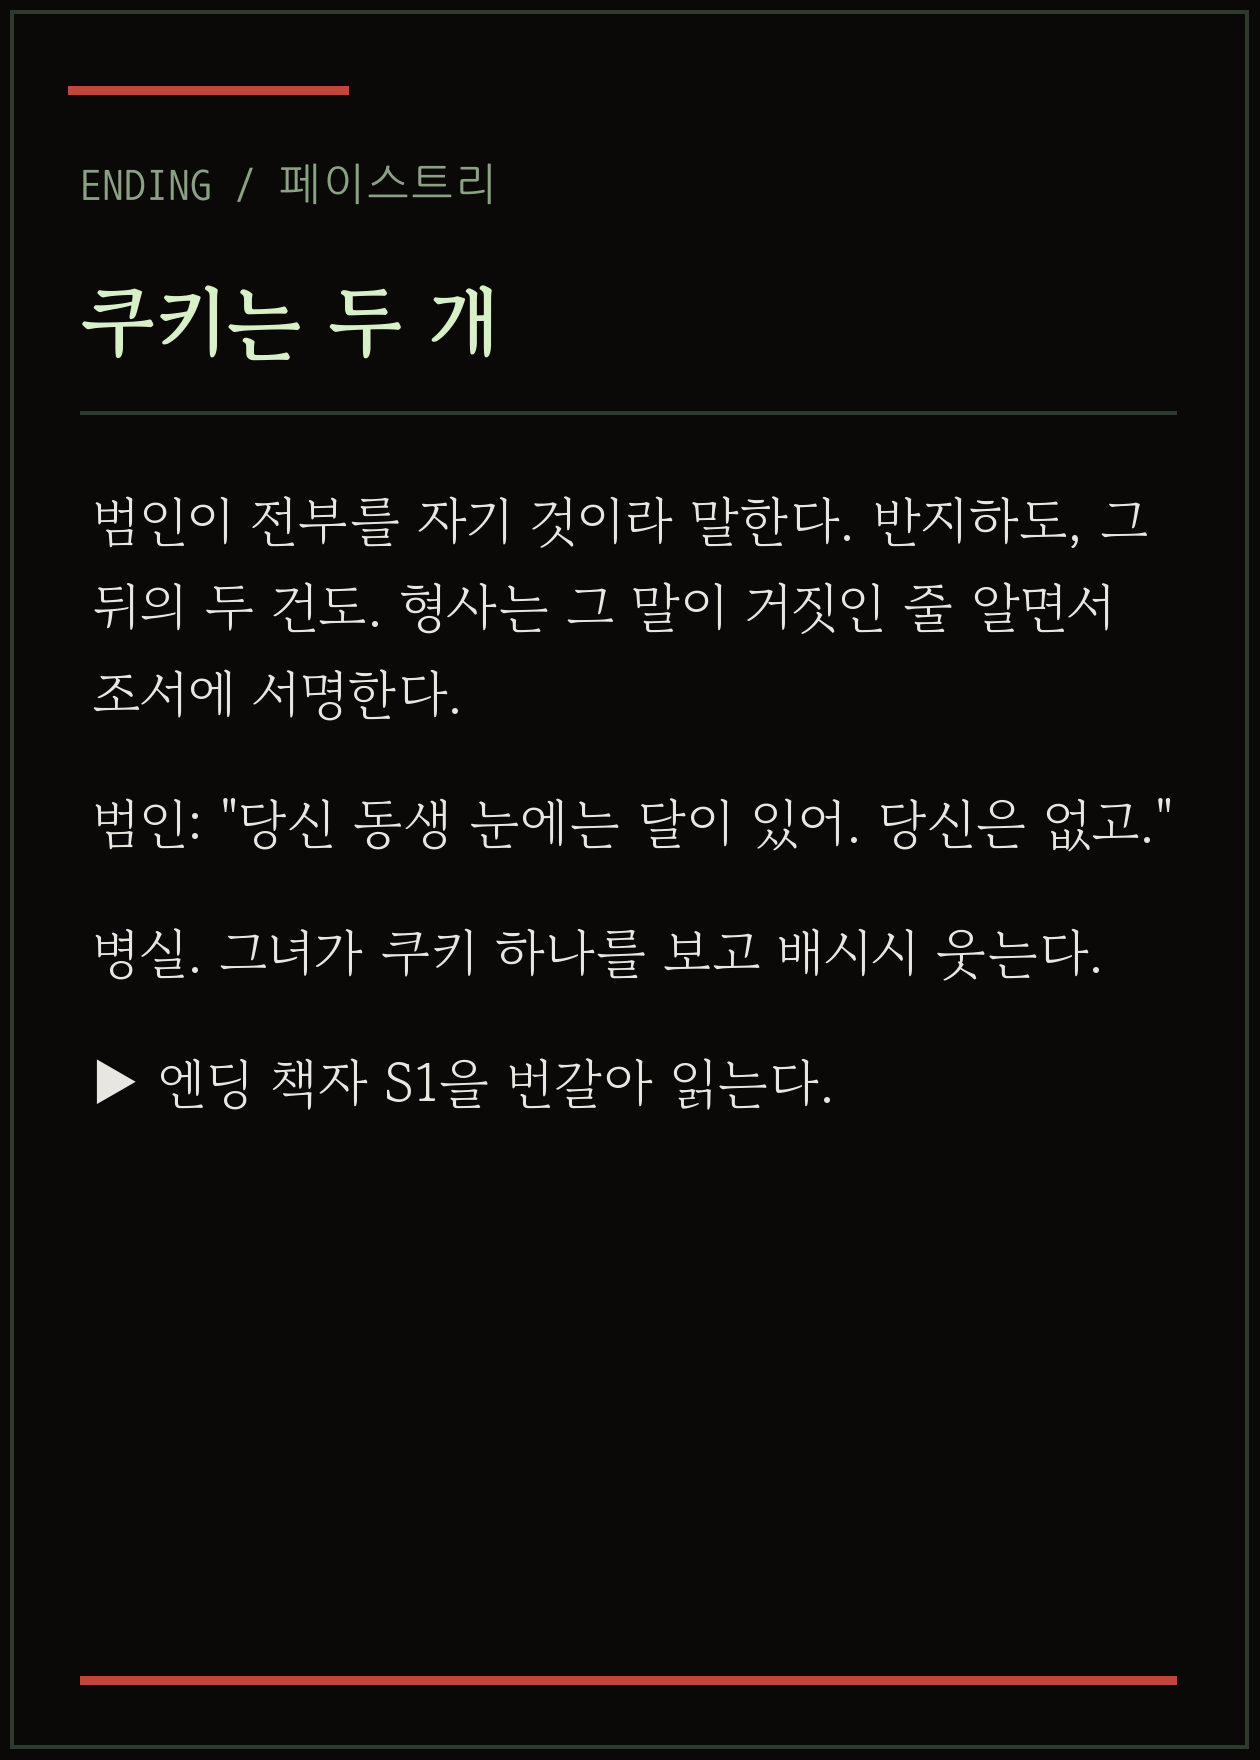 ENDING / 페이스트리
쿠키는 두 개
범인이 전부를 자기 것이라 말한다. 반지하도, 그
뒤의 두 건도. 형사는 그 말이 거짓인 줄 알면서
조서에 서명한다.
범인: "당신 동생 눈에는 달이 있어. 당신은 없고."
병실. 그녀가 쿠키 하나를 보고 배시시 웃는다.
▶ 엔딩 책자 S1을 번갈아 읽는다.